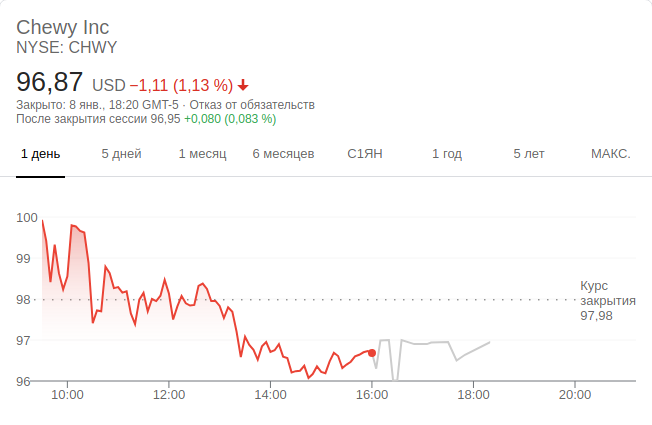 Chewy Inc
NYSE: CHWY
96,87 USD −1,11 (1,13 %)
Закрыто: 8 янв., 18:20 GMT-5 · Отказ от обязательств
После закрытия сессии 96,95 +0,080 (0,083 %)
1 день 5 дней 1 месяц 6 месяцев С1ЯН 1 год 5 лет МАКС.
100
99
98
97
96
Курс
закрытия
97,98
10:00 12:00 14:00 16:00 18:00 20:00